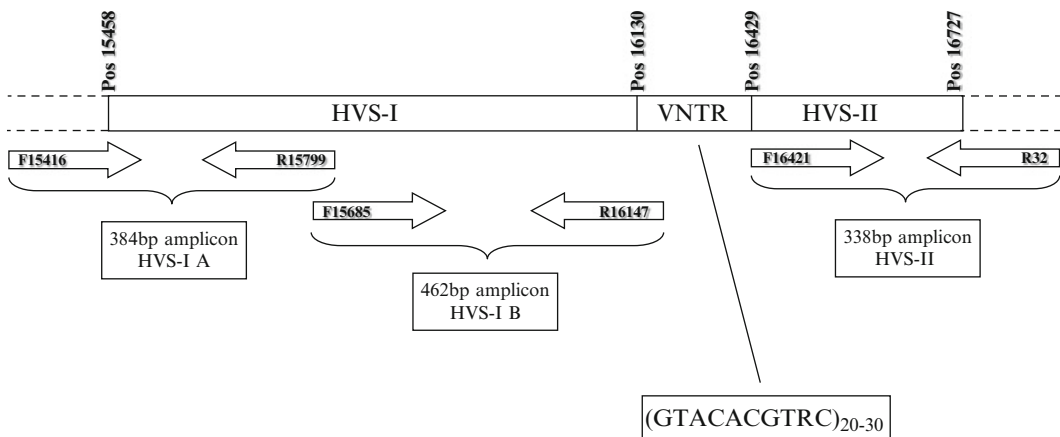 Pos 15458
Pos 16130
Pos 16429
Pos 16727
HVS-I
VNTR
HVS-II
F15416
R15799
F16421
R32
F15685
R16147
384bp amplicon
HVS-I A
338bp amplicon
HVS-II
462bp amplicon
HVS-I B
(GTACACGTRC)20-30